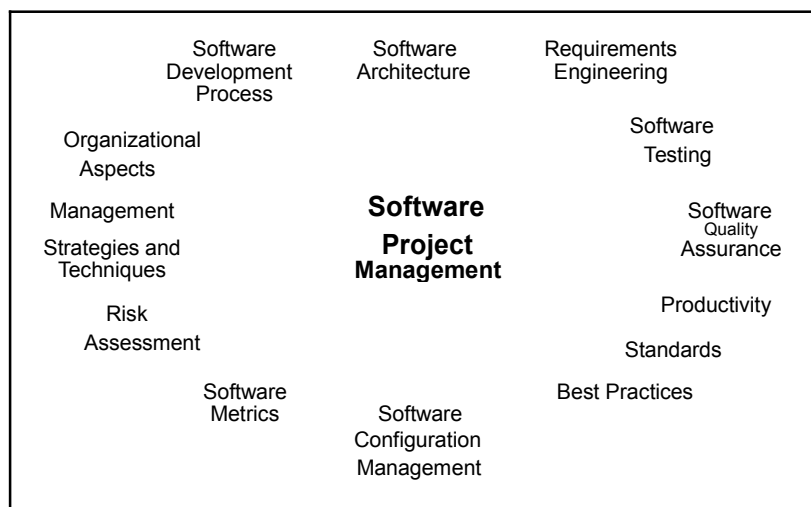 Software
Development
Process
Software
Architecture
Requirements
Engineering
Organizational
Aspects
Software
Testing
Management
Strategies and
Techniques
Software
Project
Management
Software
Quality
Assurance
Risk
Assessment
Productivity
Standards
Software
Metrics
Software
Configuration
Management
Best Practices